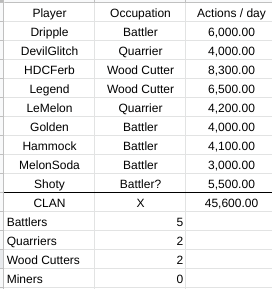 Player Occupation Actions / day
Dripple Battler 6,000.00
DevilGlitch Quarrier 4,000.00
HDCFerb Wood Cutter 8,300.00
Legend Wood Cutter 6,500.00
LeMelon Quarrier 4,200.00
Golden Battler 4,000.00
Hammock Battler 4,100.00
MelonSoda Battler 3,000.00
Shoty Battler? 5,500.00
CLAN X 45,600.00
Battlers 5
Quarriers 2
Wood Cutters 2
Miners 0